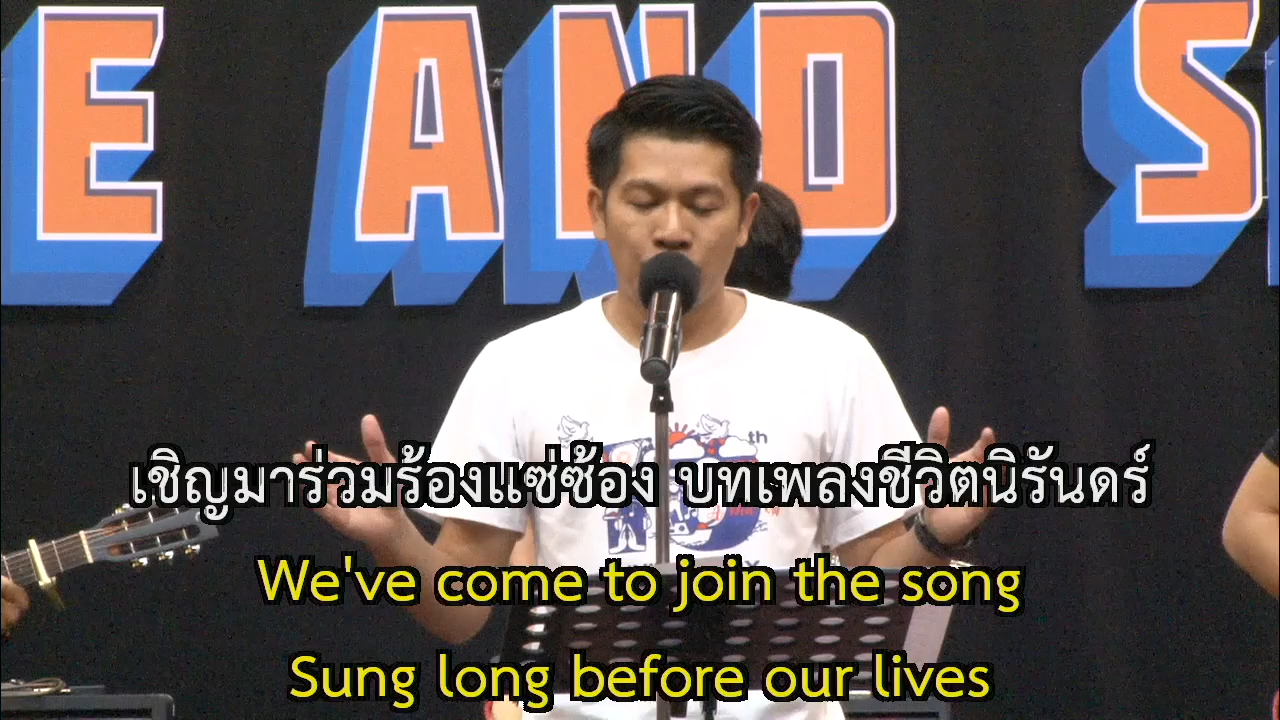 E AND S
th
เชิญมาร่วมร้องแซ่ซ้อง บทเพลงชีวิตนิรันดร์
We've come to join the song
Sung long before our lives